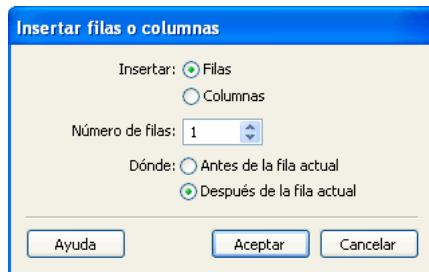 Insertar filas o columnas
Insertar: Filas
Columnas
Número de filas: 1
Dónde: Antes de la fila actual
Después de la fila actual
Ayuda Aceptar Cancelar